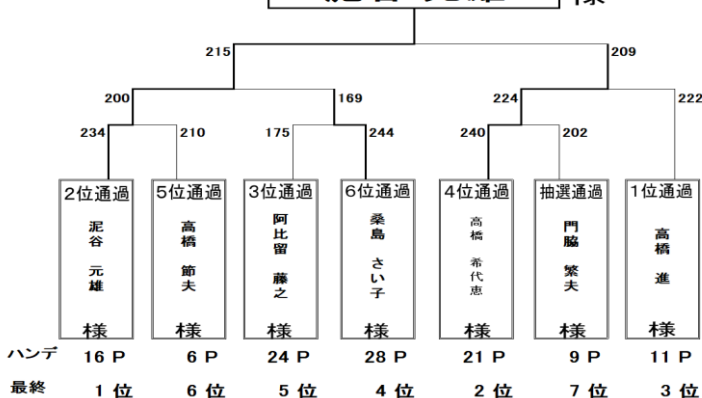 様
215 209
200 169 224 222
234 210 175 244 240 202
2位通過 5位通過 3位通過 6位通過 4位通過 抽選通過 1位通過
泥谷 元雄 高橋 節夫 阿比留 藤之 桑島 さい子 高橋 希代恵 門脇 繁夫 高橋 進
様 様 様 様 様 様 様
ハンデ 16 P 6 P 24 P 28 P 21 P 9 P 11 P
最終 1 位 6 位 5 位 4 位 2 位 7 位 3 位